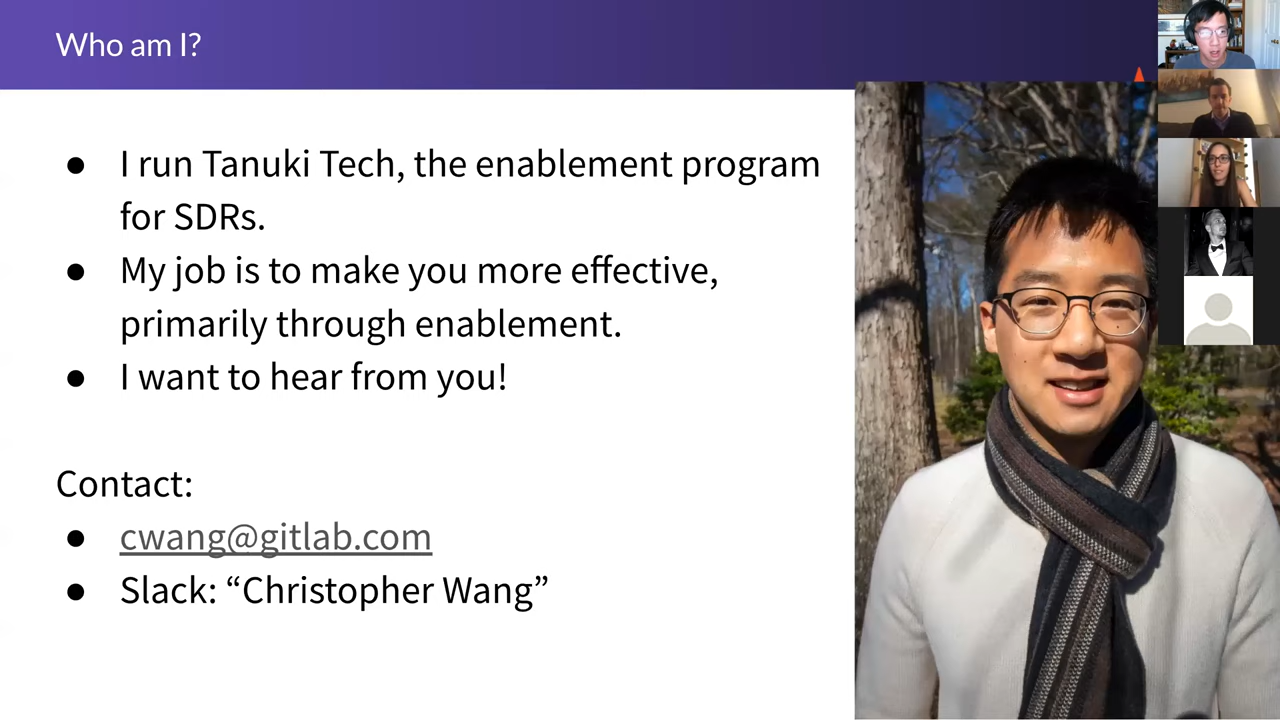 Who am I?
● I run Tanuki Tech, the enablement program
for SDRs.
● My job is to make you more effective,
primarily through enablement.
● I want to hear from you!
Contact:
● cwang@gitlab.com
● Slack: “Christopher Wang”